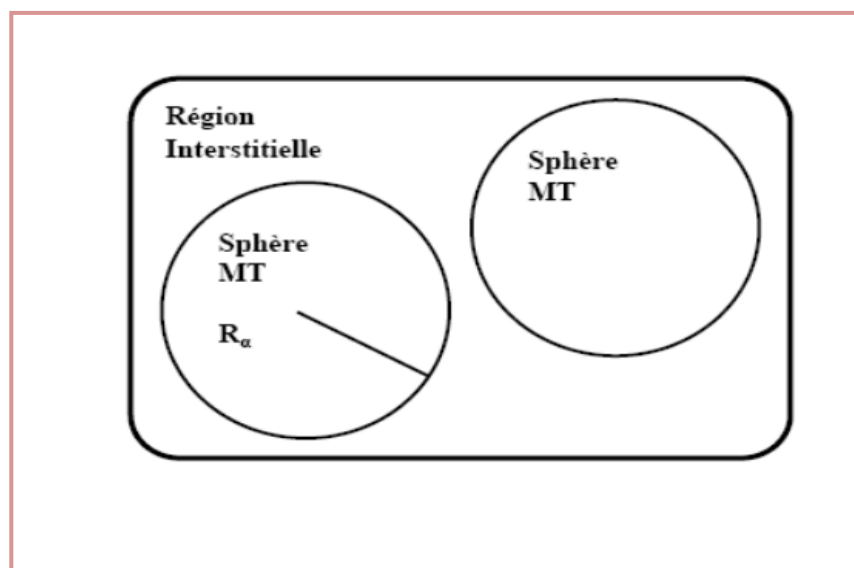 Région
Interstitielle
Sphère
MT
Sphère
MT
Rα